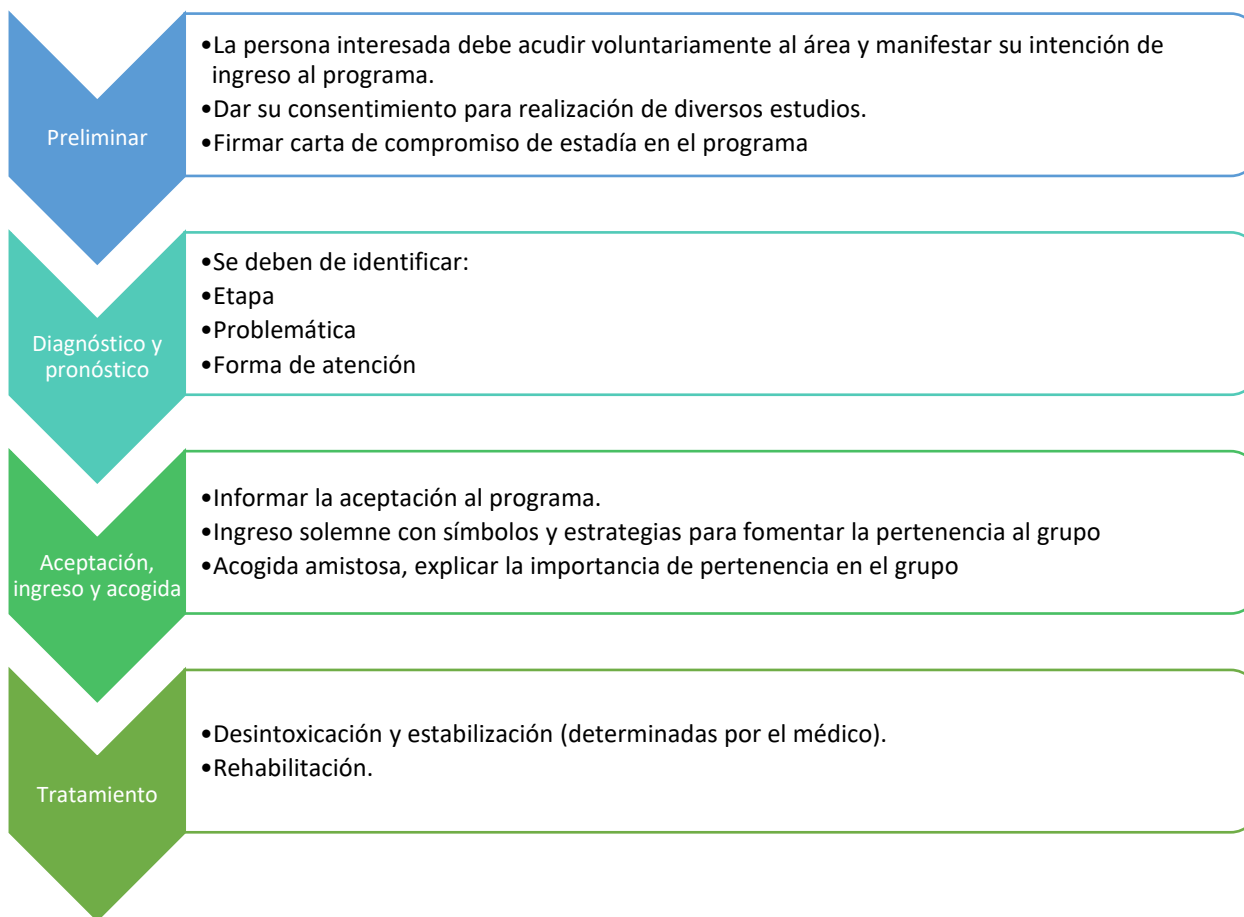 Preliminar
•La persona interesada debe acudir voluntariamente al área y manifestar su intención de
ingreso al programa.
•Dar su consentimiento para realización de diversos estudios.
•Firmar carta de compromiso de estadía en el programa
Diagnóstico y
pronóstico
•Se deben de identificar:
•Etapa
•Problemática
•Forma de atención
Aceptación,
ingreso y acogida
•Informar la aceptación al programa.
•Ingreso solemne con símbolos y estrategias para fomentar la pertenencia al grupo
•Acogida amistosa, explicar la importancia de pertenencia en el grupo
Tratamiento
•Desintoxicación y estabilización (determinadas por el médico).
•Rehabilitación.